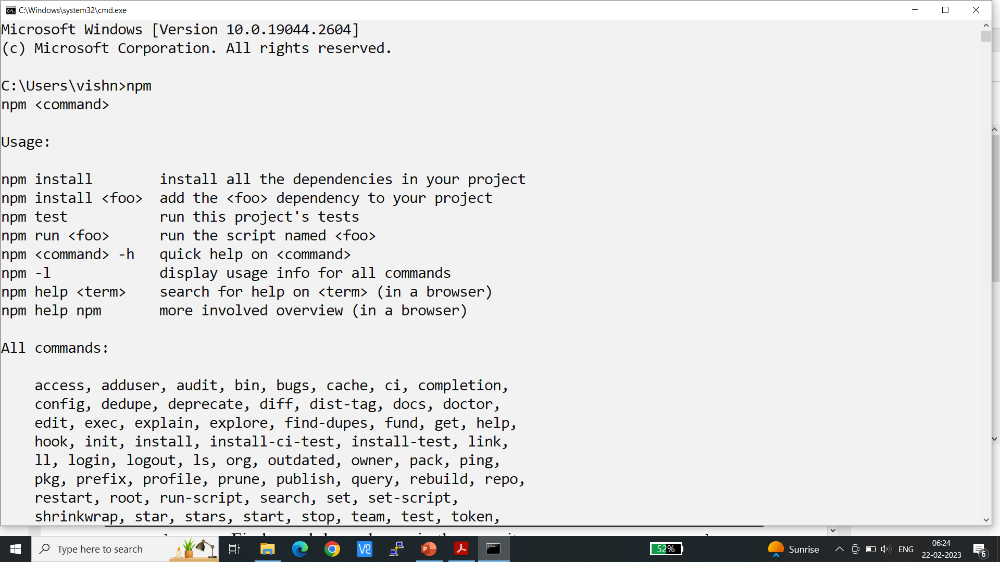 C:\Windows\system32\cmd.exe
Microsoft Windows [Version 10.0.19044.2604]
(c) Microsoft Corporation. All rights reserved.
C:\Users\vishn>npm
npm <command>
Usage:
npm install        install all the dependencies in your project
npm install <foo>  add the <foo> dependency to your project
npm test           run this project's tests
npm run <foo>      run the script named <foo>
npm <command> -h   quick help on <command>
npm -l             display usage info for all commands
npm help <term>    search for help on <term> (in a browser)
npm help npm       more involved overview (in a browser)
All commands:
access, adduser, audit, bin, bugs, cache, ci, completion,
config, dedupe, deprecate, diff, dist-tag, docs, doctor,
edit, exec, explain, explore, find-dupes, fund, get, help,
hook, init, install, install-ci-test, install-test, link,
ll, login, logout, ls, org, outdated, owner, pack, ping,
pkg, prefix, profile, prune, publish, query, rebuild, repo,
restart, root, run-script, search, set, set-script,
shrinkwrap, star, stars, start, stop, team, test, token,
Type here to search
52%
Sunrise
ENG
06:24
22-02-2023
6